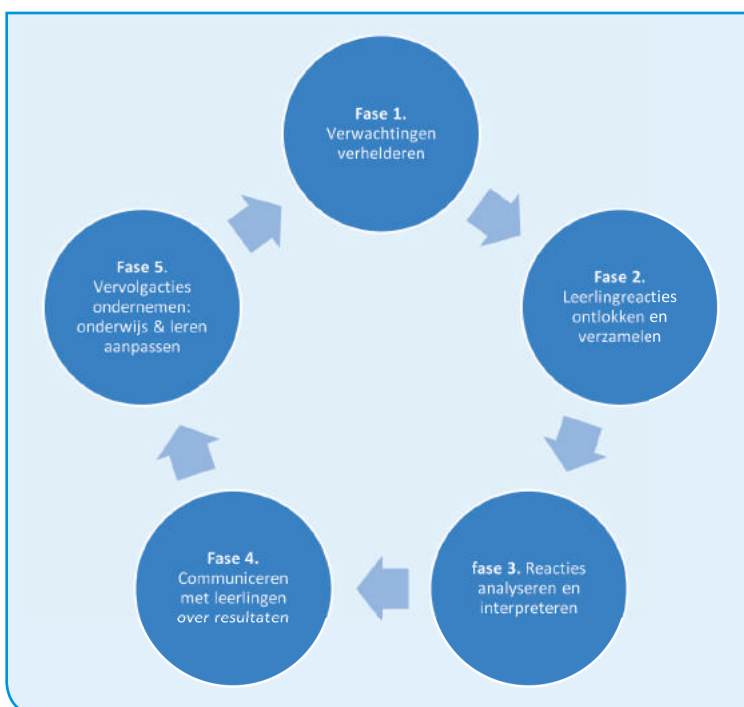 Fase 1.
Verwachtingen
verhelderen
Fase 2.
Leerlingreacties
ontlokken en
verzamelen
fase 3. Reacties
analyseren en
interpreteren
Fase 4.
Communiceren
met leerlingen
over resultaten
Fase 5.
Vervolgacties
ondernemen:
onderwijs & leren
aanpassen